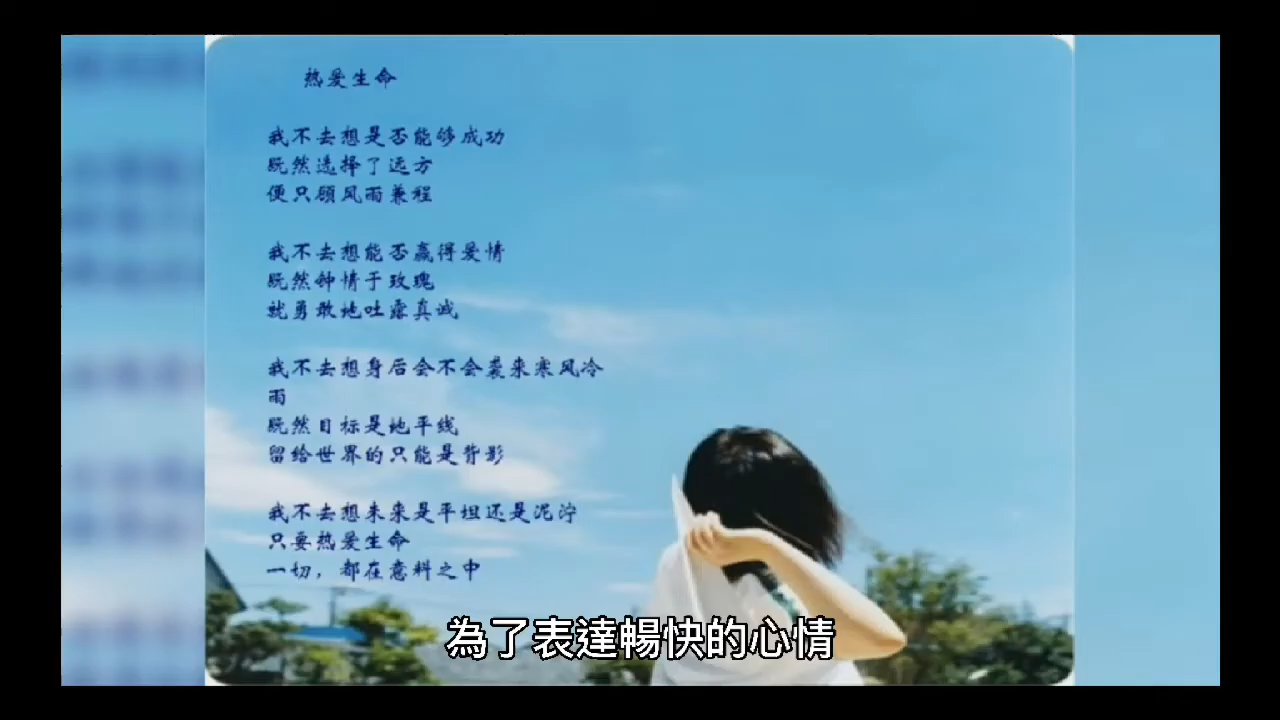 热爱生命
我不去想是否能够成功
既然选择了远方
便只顾风雨兼程
我不去想能否赢得爱情
既然钟情于玫瑰
就勇敢地吐露真诚
我不去想身后会不会袭来寒风冷
雨
既然目标是地平线
留给世界的只能是背影
我不去想未来是平坦还是泥泞
只要热爱生命
一切，都在意料之中
為了表達暢快的心情